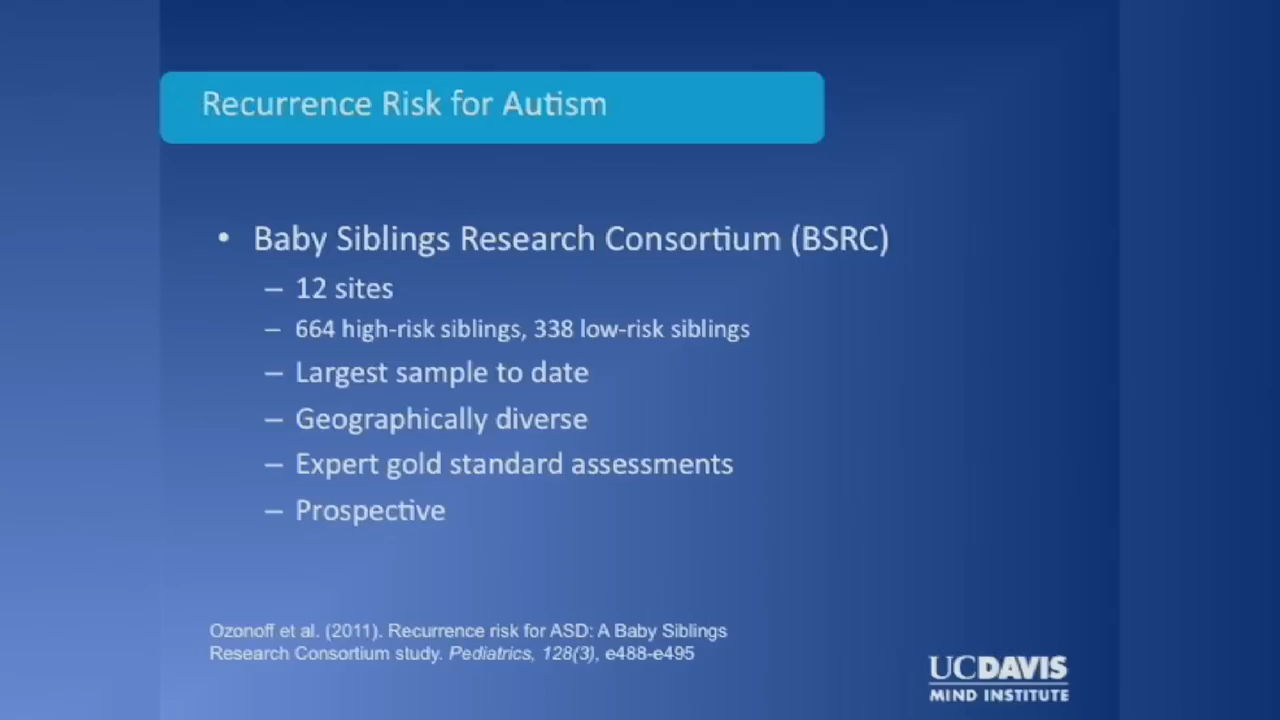 Recurrence Risk for Autism
• Baby Siblings Research Consortium (BSRC)
– 12 sites
– 664 high-risk siblings, 338 low-risk siblings
– Largest sample to date
– Geographically diverse
– Expert gold standard assessments
– Prospective
Ozonoff et al. (2011). Recurrence risk for ASD: A Baby Siblings
Research Consortium study. Pediatrics, 128(3), e488-e495
UCDAVIS
MIND INSTITUTE